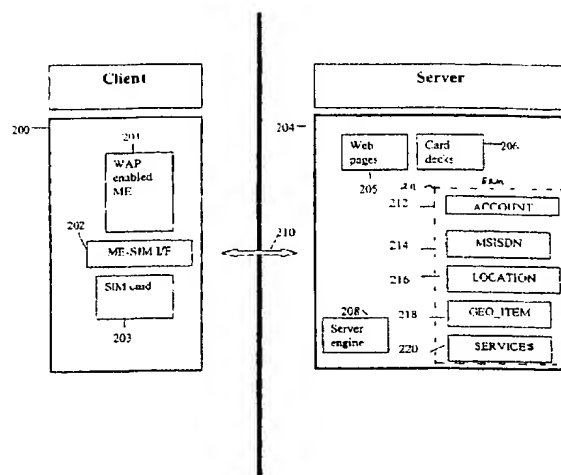 Client
Server
200
201
WAP
enabled
ME
202
ME-SIM I/F
SIM card
203
210
204
Web
pages
205
Card
decks
206
212
ACCOUNT
214
MSISDN
216
LOCATION
218
GEO_ITEM
220
SERVICES
208
Server
engine